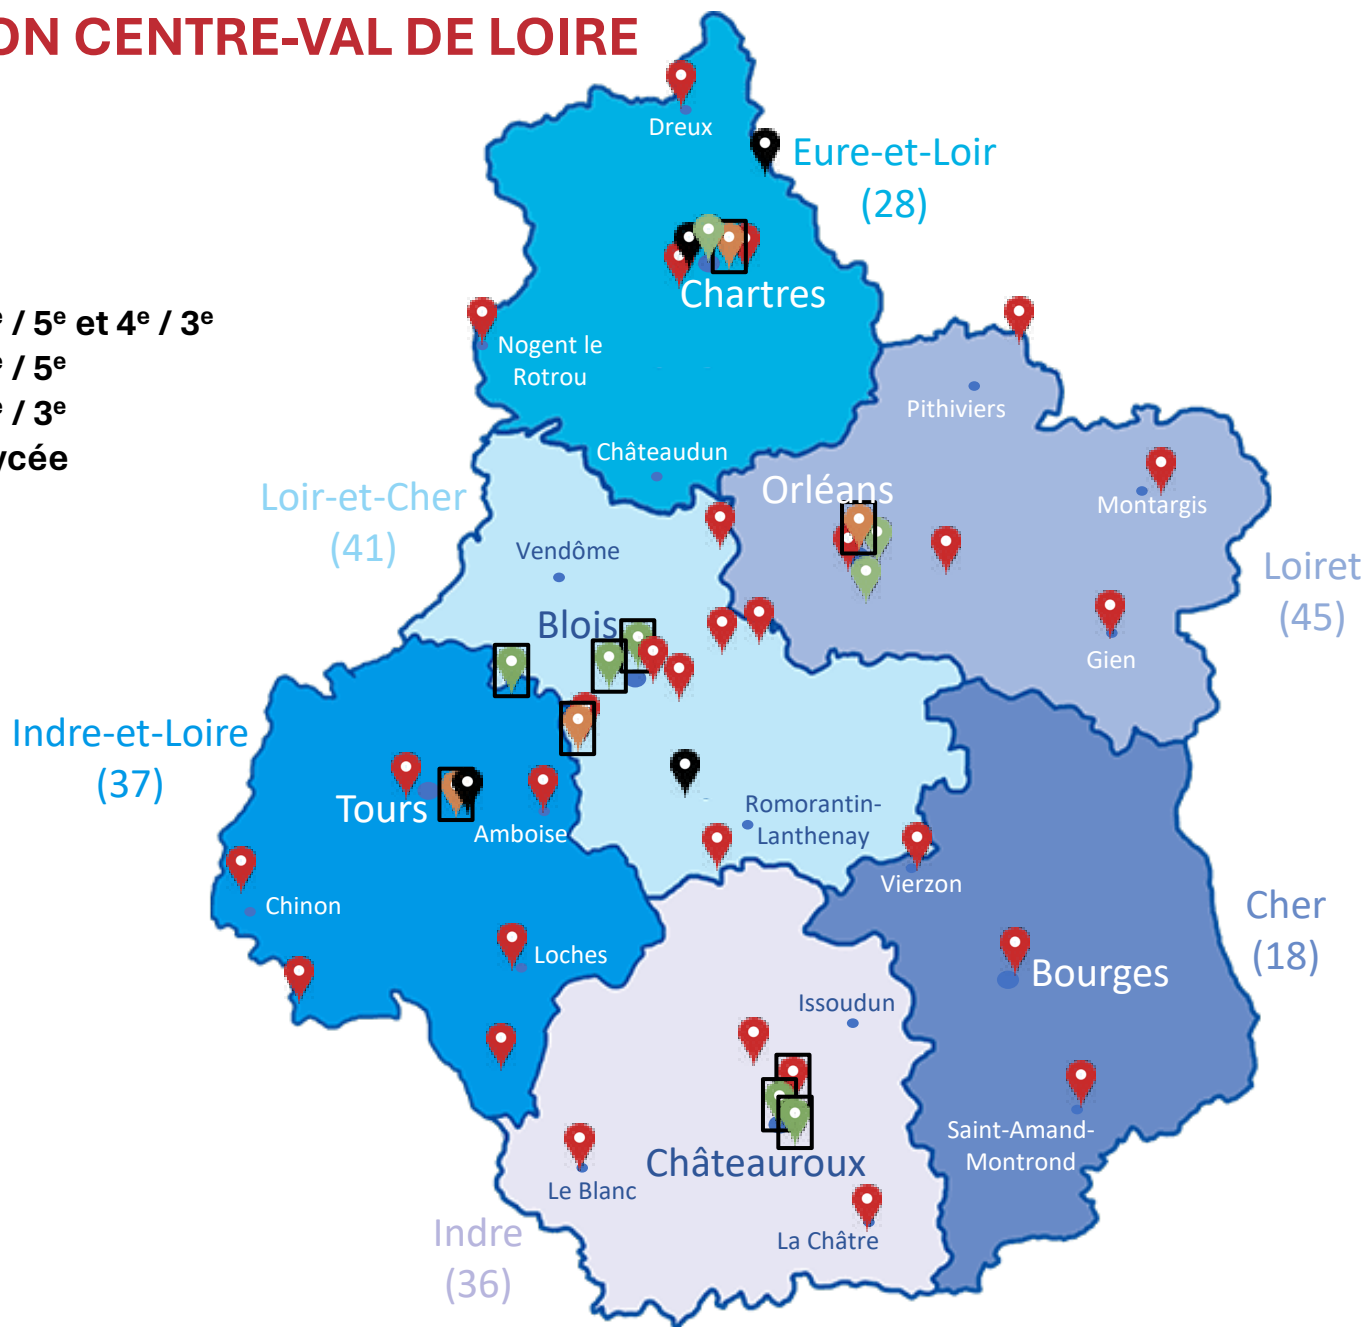 ON CENTRE-VAL DE LOIRE
Dreux
Eure-et-Loir
(28)
Chartres
ᵉ / 5ᵉ et 4ᵉ / 3ᵉ
ᵉ / 5ᵉ
ᵉ / 3ᵉ
ycée
Nogent le
Rotrou
Pithiviers
Châteaudun
Orléans
Montargis
Loir-et-Cher
(41)
Vendôme
Loiret
(45)
Blois
Gien
Indre-et-Loire
(37)
Tours
Amboise
Romorantin-
Lanthenay
Vierzon
Chinon
Cher
(18)
Loches
Bourges
Issoudun
Saint-Amand-
Montrond
Châteauroux
Le Blanc
La Châtre
Indre
(36)